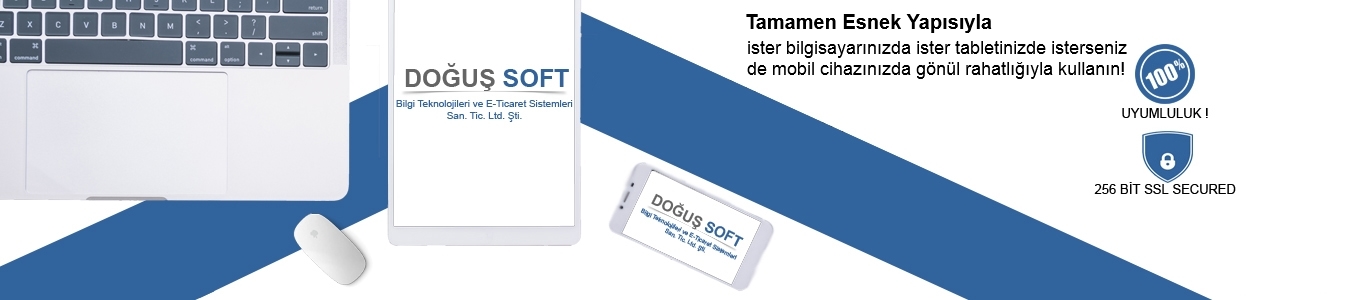 Tamamen Esnek Yapısıyla
ister bilgisayarınızda ister tabletinizde isterseniz
de mobil cihazınızda gönül rahatlığıyla kullanın!
100%
UYUMLULUK !
256 BİT SSL SECURED
DOĞUŞ SOFT
Bilgi Teknolojileri ve E-Ticaret Sistemleri
San. Tic. Ltd. Şti.
DOĞUŞ SOFT
Bilgi Teknolojileri ve E-Ticaret Sistemleri
San. Tic. Ltd. Şti.
Z X C V B N M
control option command command option
return
shift